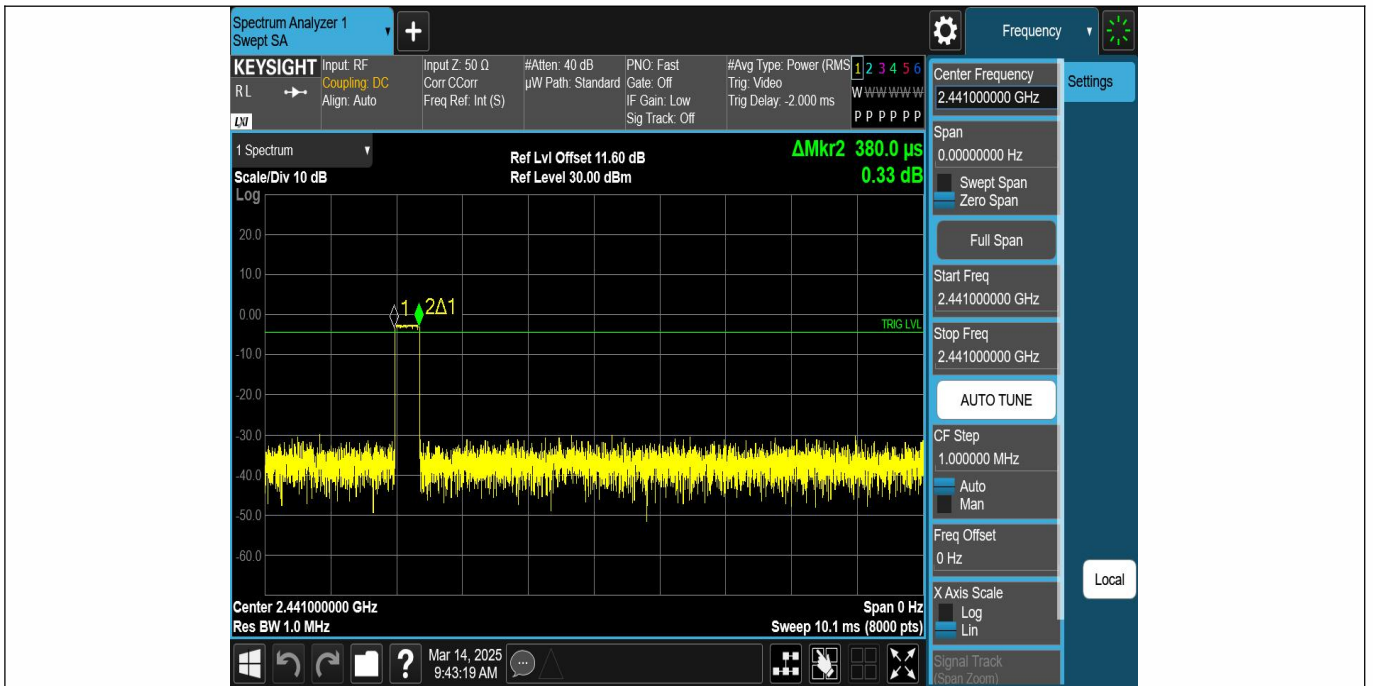 Spectrum Analyzer 1
Swept SA
+
Frequency
KEYSIGHT
RL
LXI
Input: RF
Coupling: DC
Align: Auto
Input Z: 50 Ω
Corr CCorr
Freq Ref: Int (S)
#Atten: 40 dB
µW Path: Standard
PNO: Fast
Gate: Off
IF Gain: Low
Sig Track: Off
#Avg Type: Power (RMS
Trig: Video
Trig Delay: -2.000 ms
1 2 3 4 5 6
W W W W W W
P P P P P P
1 Spectrum
Scale/Div 10 dB
Ref Lvl Offset 11.60 dB
Ref Level 30.00 dBm
ΔMkr2 380.0 µs
0.33 dB
Log
20.0
10.0
0.00
-10.0
-20.0
-30.0
-40.0
-50.0
-60.0
1
2Δ1
TRIG LVL
Center 2.441000000 GHz
Res BW 1.0 MHz
Span 0 Hz
Sweep 10.1 ms (8000 pts)
Center Frequency
2.441000000 GHz
Settings
Span
0.00000000 Hz
Swept Span
Zero Span
Full Span
Start Freq
2.441000000 GHz
Stop Freq
2.441000000 GHz
AUTO TUNE
CF Step
1.000000 MHz
Auto
Man
Freq Offset
0 Hz
X Axis Scale
Log
Lin
Local
Signal Track
(Span Zoom)
?
Mar 14, 2025
9:43:19 AM